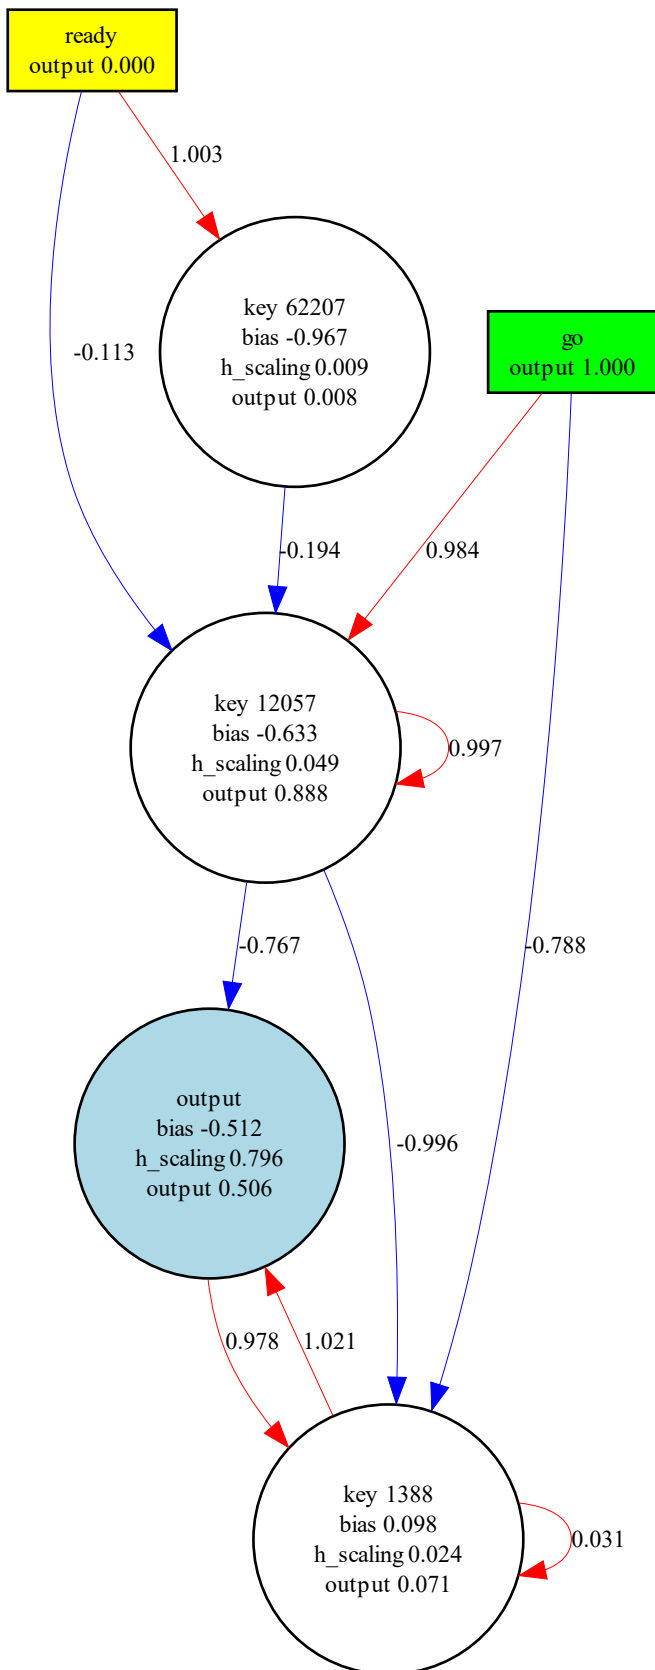 ready
output 0.000
1.003
key 62207
bias -0.967
h_scaling 0.009
output 0.008
go
output 1.000
-0.113
-0.194
0.984
key 12057
bias -0.633
h_scaling 0.049
output 0.888
0.997
-0.767
-0.788
output
bias -0.512
h_scaling 0.796
output 0.506
-0.996
0.978
1.021
key 1388
bias 0.098
h_scaling 0.024
output 0.071
0.031